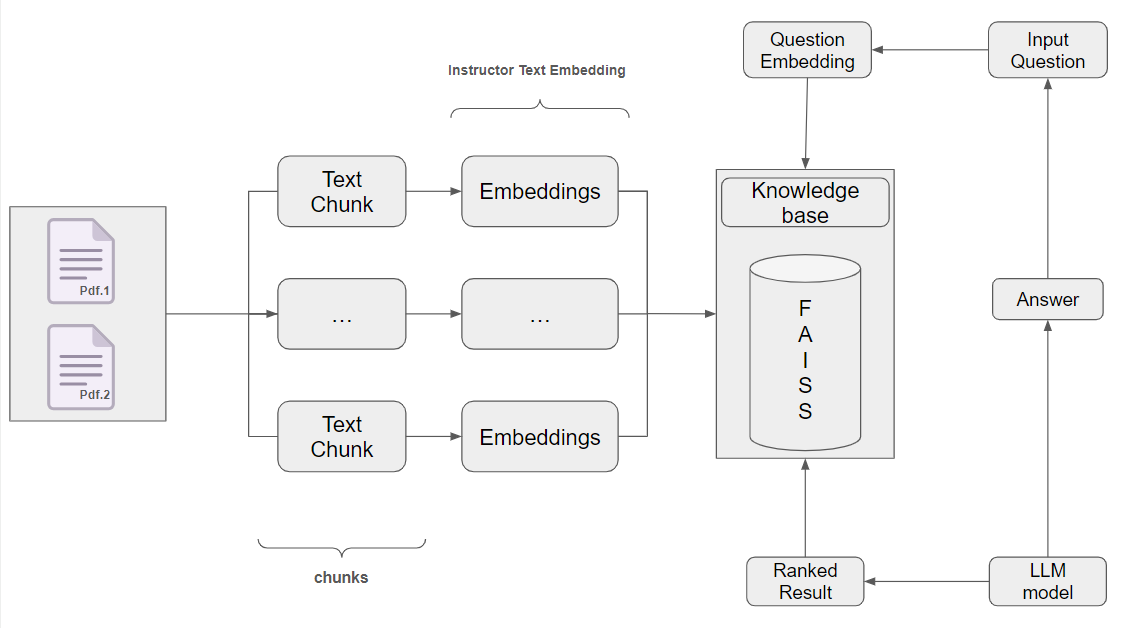 Instructor Text Embedding
Question
Embedding
Input
Question
Text
Chunk
Embeddings
Knowledge
base
Pdf.1
...
...
F
A
I
S
S
Answer
Pdf.2
Text
Chunk
Embeddings
chunks
Ranked
Result
LLM
model